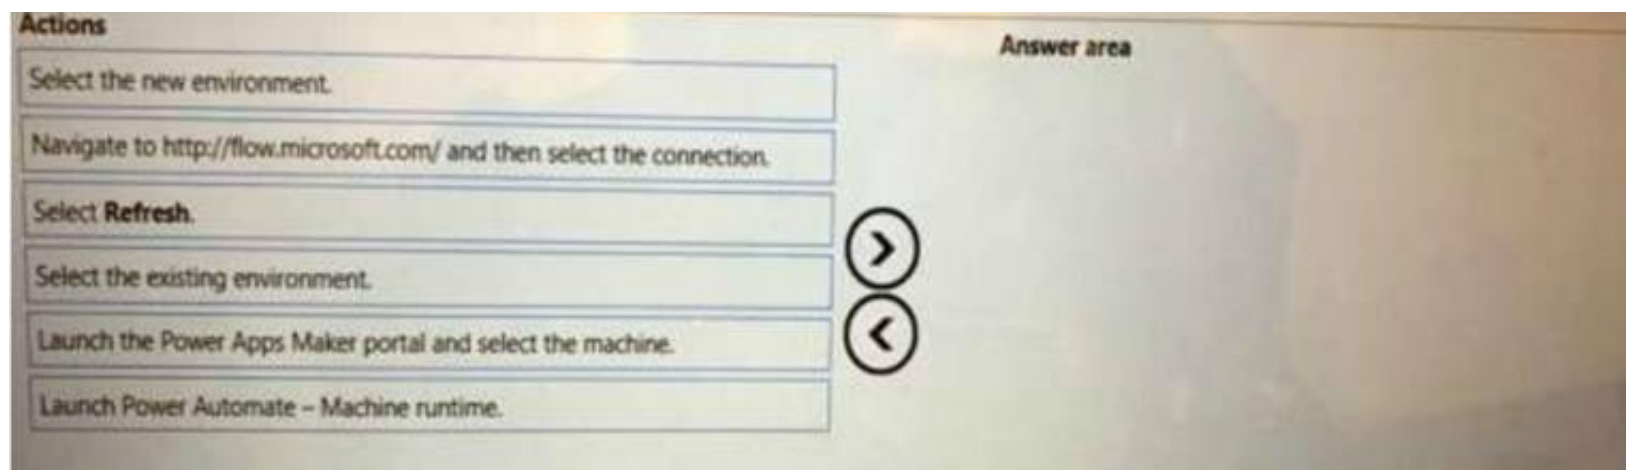 Actions
Answer area
Select the new environment.
Navigate to http://flow.microsoft.com/ and then select the connection.
Select Refresh.
Select the existing environment.
Launch the Power Apps Maker portal and select the machine.
Launch Power Automate – Machine runtime.